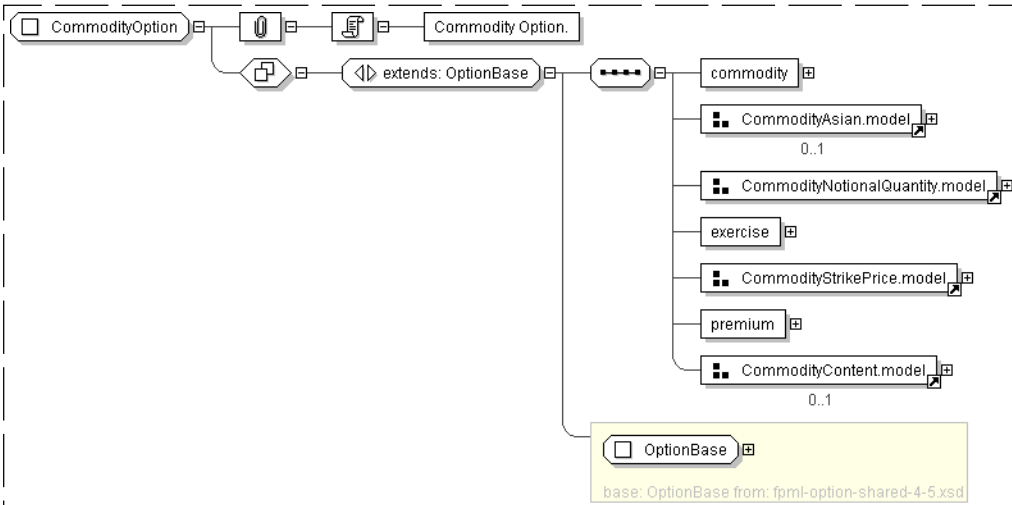 CommodityOption
Commodity Option.
extends: OptionBase
commodity
CommodityAsian.model
0..1
CommodityNotionalQuantity.model
exercise
CommodityStrikePrice.model
premium
CommodityContent.model
0..1
OptionBase
base: OptionBase from: fpml-option-shared-4-5.xsd